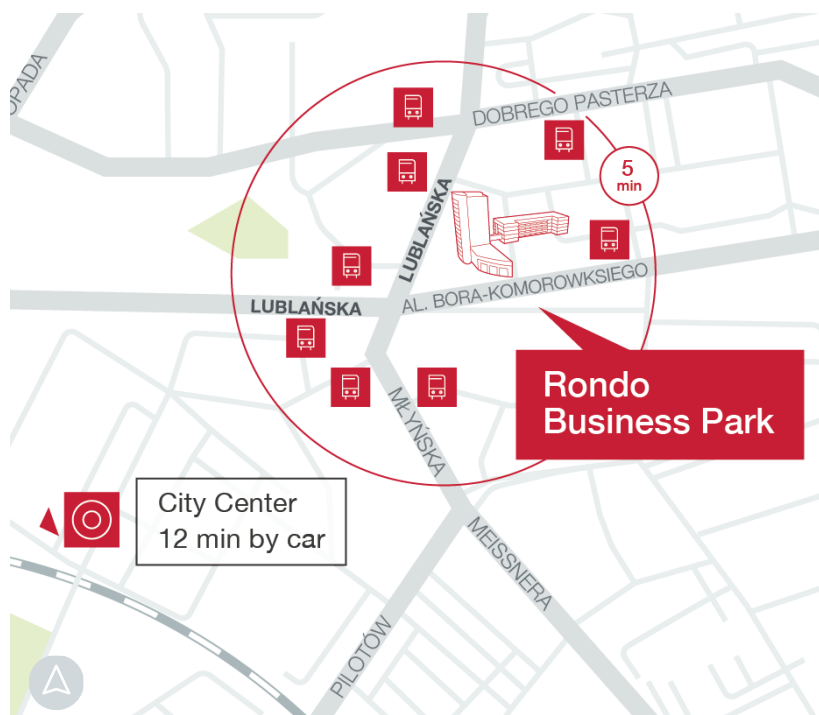 OPADA
DOBREGO PASTERZA
5
min
LUBLAŃSKA
LUBLAŃSKA
AL. BORA-KOMOROWKSIEGO
Rondo
Business Park
MŁYŃSKA
City Center
12 min by car
MEISSNERA
PILOTÓW